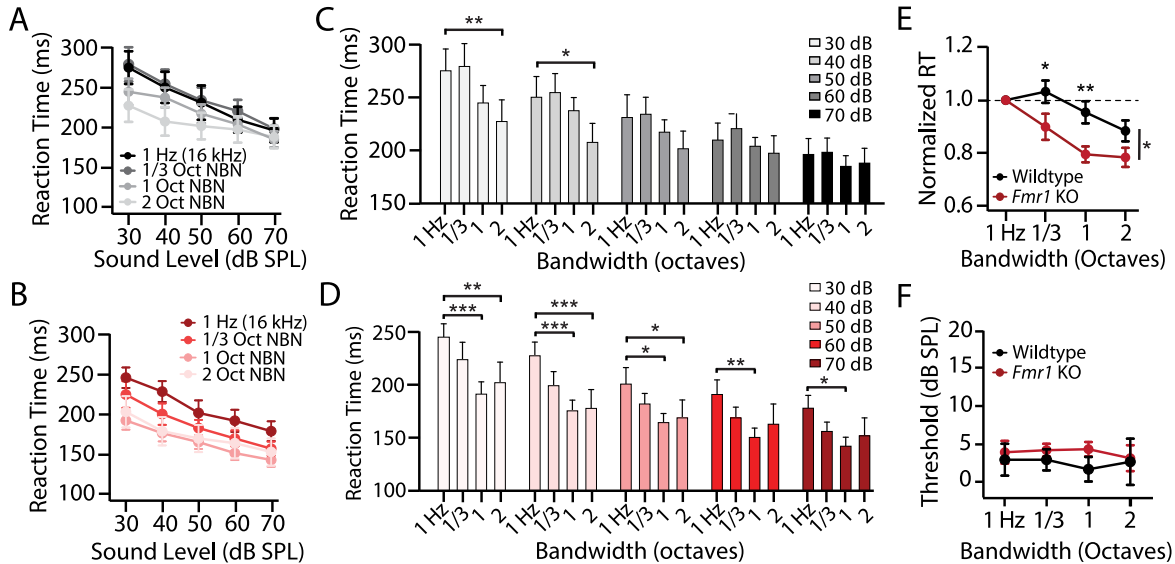 A
Reaction Time (ms)
300
250
200
150
100
1 Hz (16 kHz)
1/3 Oct NBN
1 Oct NBN
2 Oct NBN
30 40 50 60 70
Sound Level (dB SPL)
B
Reaction Time (ms)
300
250
200
150
100
1 Hz (16 kHz)
1/3 Oct NBN
1 Oct NBN
2 Oct NBN
30 40 50 60 70
Sound Level (dB SPL)
C
Reaction Time (ms)
300
250
200
150
**
*
30 dB
40 dB
50 dB
60 dB
70 dB
1 Hz 1/3 1 2 1 Hz 1/3 1 2 1 Hz 1/3 1 2 1 Hz 1/3 1 2 1 Hz 1/3 1 2
Bandwidth (octaves)
D
Reaction Time (ms)
250
200
150
100
**
***
***
***
*
*
**
*
30 dB
40 dB
50 dB
60 dB
70 dB
1 Hz 1/3 1 2 1 Hz 1/3 1 2 1 Hz 1/3 1 2 1 Hz 1/3 1 2 1 Hz 1/3 1 2
Bandwidth (octaves)
E
Normalized RT
1.2
1.0
0.8
0.6
*
**
*
Wildtype
Fmr1 KO
1 Hz 1/3 1 2
Bandwidth (Octaves)
F
Threshold (dB SPL)
20
15
10
5
0
Wildtype
Fmr1 KO
1 Hz 1/3 1 2
Bandwidth (Octaves)